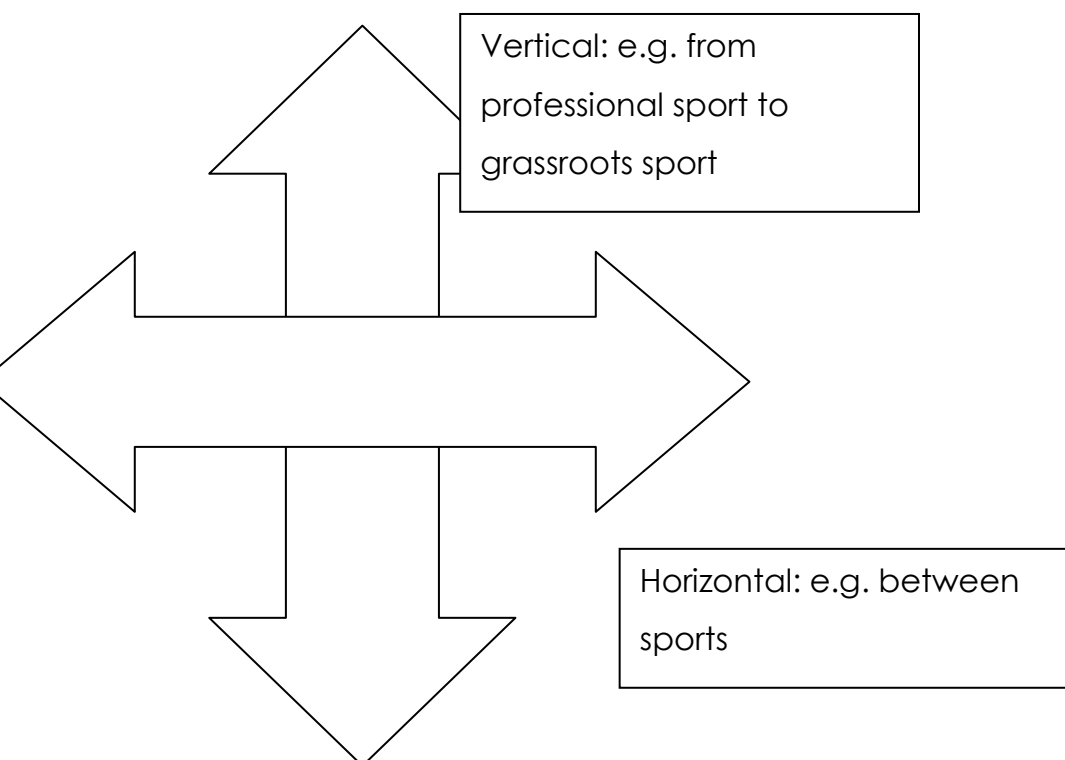 Vertical: e.g. from
professional sport to
grassroots sport
Horizontal: e.g. between
sports